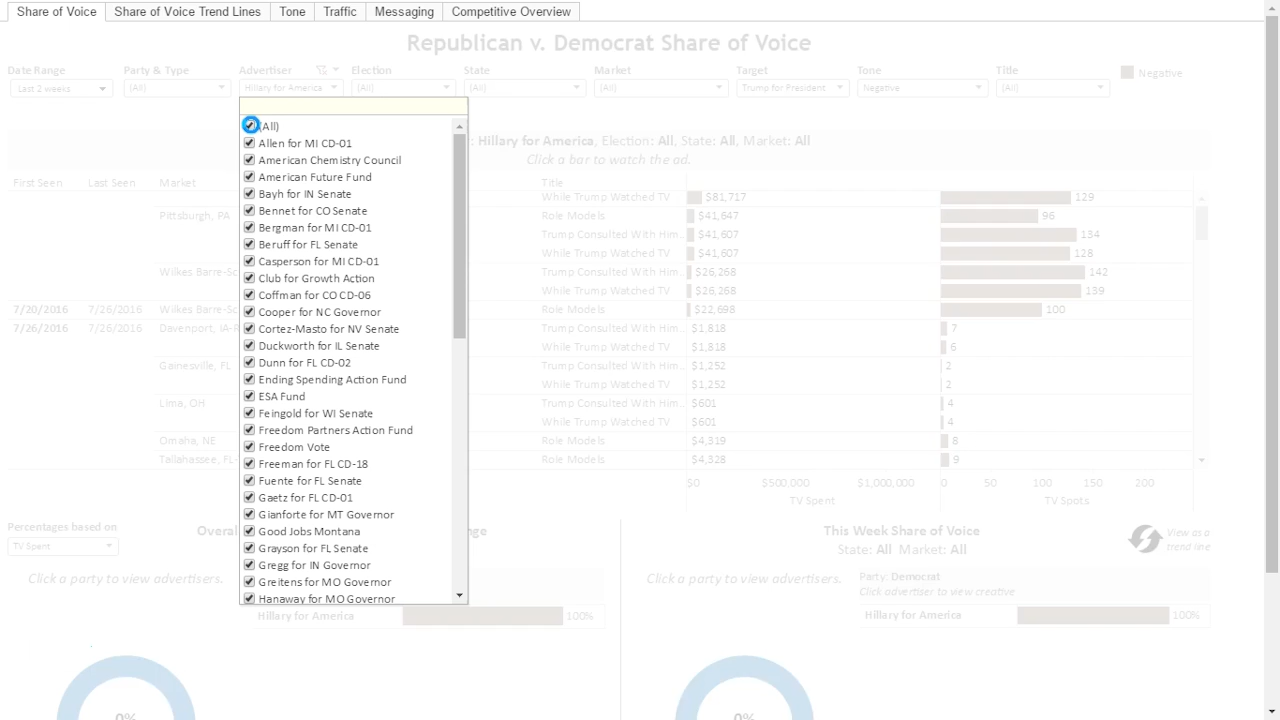 Share of Voice Share of Voice Trend Lines Tone Traffic Messaging Competitive Overview
Republican v. Democrat Share of Voice
Date Range Party & Type Advertiser Election State Market Target Tone Title
Negative
Last 2 weeks (All) Hillary for America (All) (All) (All) Trump for President Negative (All)
(All)
Allen for MI CD-01
American Chemistry Council
American Future Fund
Bayh for IN Senate
Bennet for CO Senate
Bergman for MI CD-01
Beruff for FL Senate
Casperson for MI CD-01
Club for Growth Action
Coffman for CO CD-06
Cooper for NC Governor
Cortez-Masto for NV Senate
Duckworth for IL Senate
Dunn for FL CD-02
Ending Spending Action Fund
ESA Fund
Feingold for WI Senate
Freedom Partners Action Fund
Freedom Vote
Freeman for FL CD-18
Fuente for FL Senate
Gaetz for FL CD-01
Gianforte for MT Governor
Good Jobs Montana
Grayson for FL Senate
Gregg for IN Governor
Greitens for MO Governor
Hanaway for MO Governor
: Hillary for America, Election: All, State: All, Market: All
Click a bar to watch the ad.
First Seen Last Seen Market Title
While Trump Watched TV $81,717 129
Pittsburgh, PA Role Models $41,647 96
Trump Consulted With Him.. $41,607 134
While Trump Watched TV $41,607 128
Wilkes Barre-Sc Trump Consulted With Him.. $26,268 142
While Trump Watched TV $26,268 139
7/20/2016 7/26/2016 Wilkes Barre-Sc Role Models $22,698 100
7/26/2016 7/26/2016 Davenport, IA-R Trump Consulted With Him.. $1,818 7
While Trump Watched TV $1,818 6
Gainesville, FL Trump Consulted With Him.. $1,252 2
While Trump Watched TV $1,252 2
Lima, OH Trump Consulted With Him.. $601 4
While Trump Watched TV $601 4
Omaha, NE Role Models $4,319 8
Tallahassee, FL- Role Models $4,328 9
$0 $500,000 $1,000,000 0 50 100 150 200
TV Spent TV Spots
Percentages based on
TV Spent
Overal nge
Click a party to view advertisers.
Hillary for America 100%
0%
This Week Share of Voice
State: All Market: All
View as a
trend line
Click a party to view advertisers.
Party: Democrat
Click advertiser to view creative
Hillary for America 100%
0%